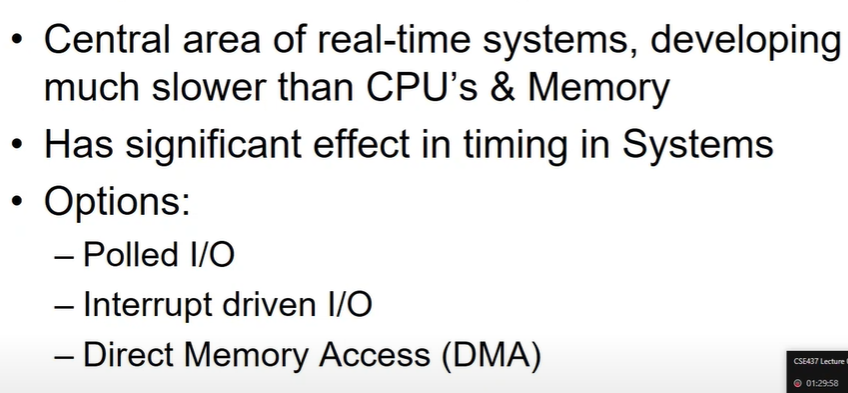 • Central area of real-time systems, developing
much slower than CPU's & Memory
• Has significant effect in timing in Systems
• Options:
– Polled I/O
– Interrupt driven I/O
– Direct Memory Access (DMA)
CSE437 Lecture
01:29:58